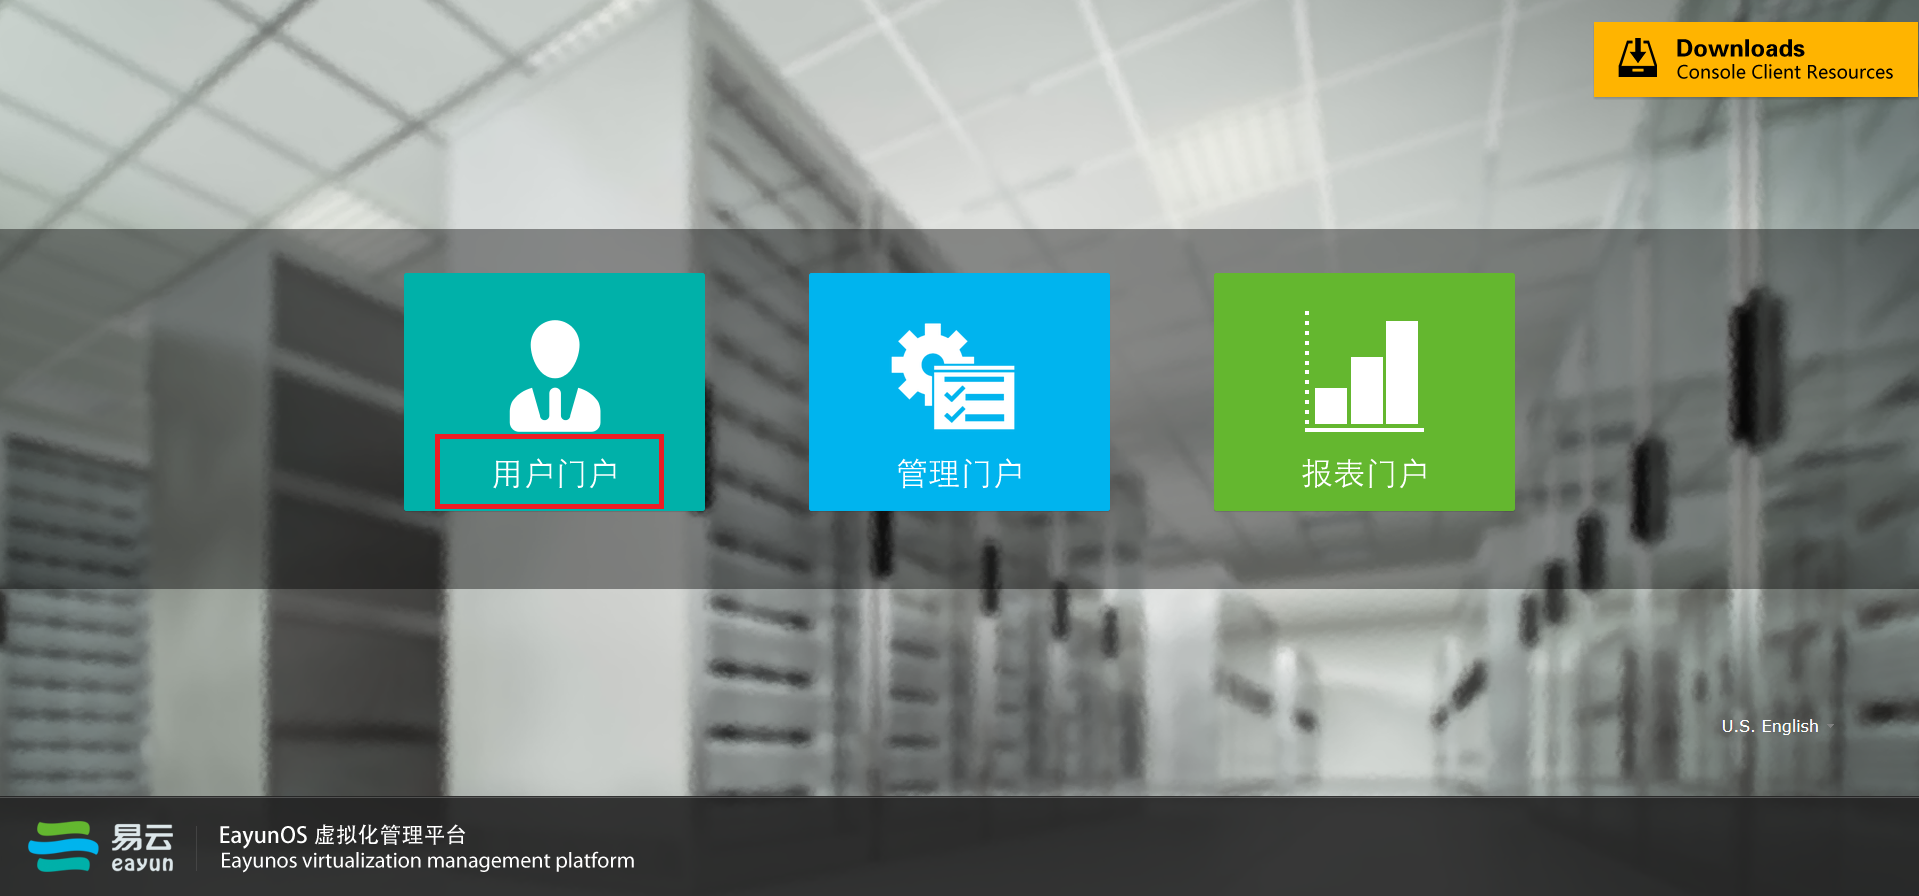 Downloads
Console Client Resources
用户门户
管理门户
报表门户
U.S. English
易云
eayun
EayunOS 虚拟化管理平台
Eayunos virtualization management platform